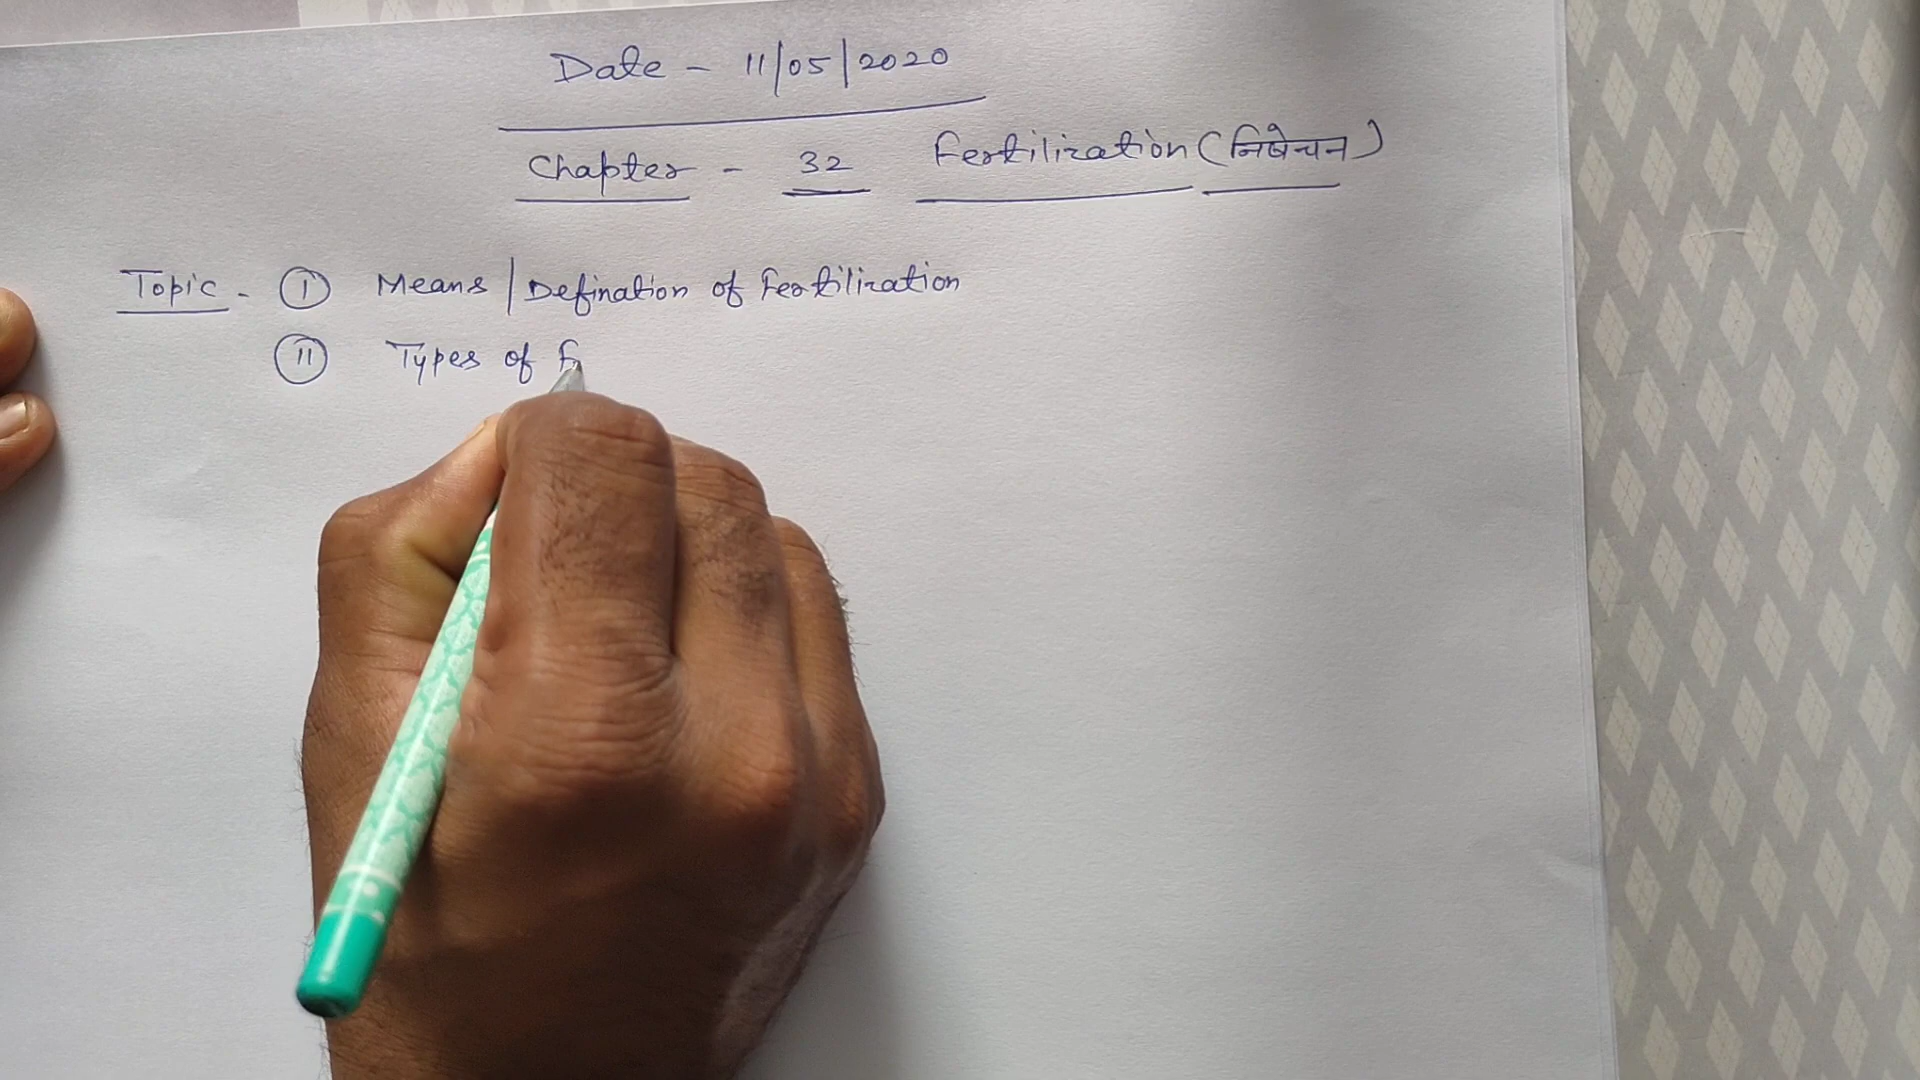 Date - 11/05/2020
Chapter - 32 Fertilization (निषेचन)
Topic - (I) Means / Defination of Fertilization
(II) Types of F